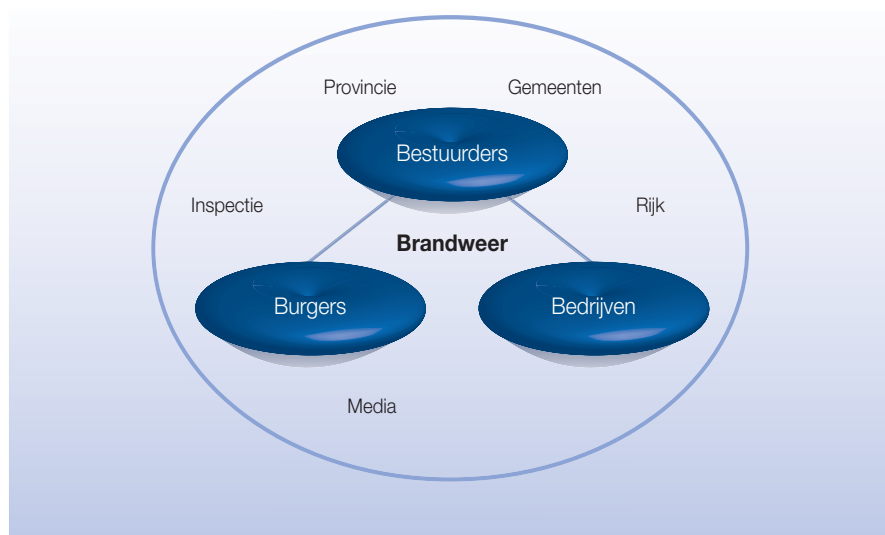 Provincie Gemeenten
Bestuurders
Inspectie Rijk
Brandweer
Burgers Bedrijven
Media